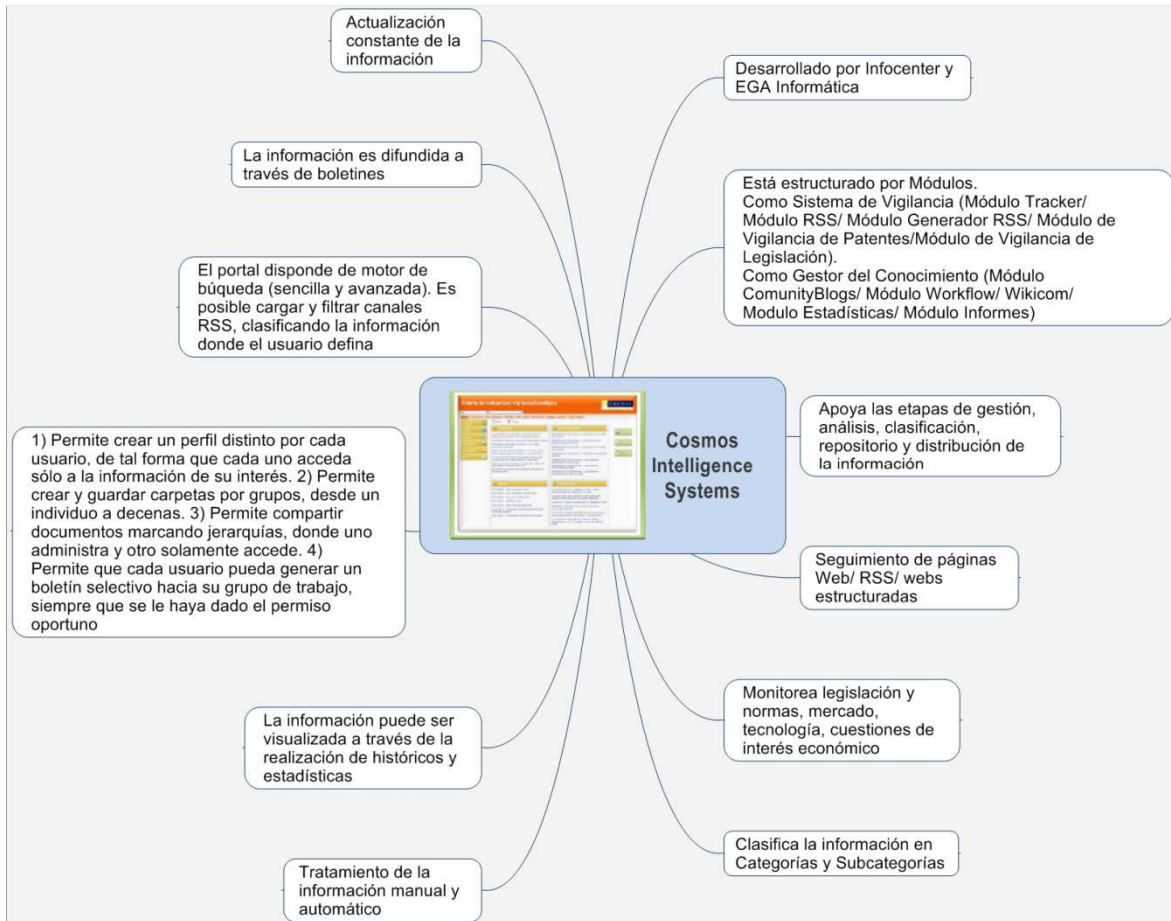 Actualización
constante de la
información
La información es difundida a
través de boletines
El portal disponde de motor de
búqueda (sencilla y avanzada). Es
posible cargar y filtrar canales
RSS, clasificando la información
donde el usuario defina
1) Permite crear un perfil distinto por cada
usuario, de tal forma que cada uno acceda
sólo a la información de su interés. 2) Permite
crear y guardar carpetas por grupos, desde un
individuo a decenas. 3) Permite compartir
documentos marcando jerarquías, donde uno
administra y otro solamente accede. 4)
Permite que cada usuario pueda generar un
boletín selectivo hacia su grupo de trabajo,
siempre que se le haya dado el permiso
oportuno
La información puede ser
visualizada a través de la
realización de históricos y
estadísticas
Tratamiento de la
información manual y
automático
Cosmos
Intelligence
Systems
Desarrollado por Infocenter y
EGA Informática
Está estructurado por Módulos.
Como Sistema de Vigilancia (Módulo Tracker/
Módulo RSS/ Módulo Generador RSS/ Módulo de
Vigilancia de Patentes/Módulo de Vigilancia de
Legislación).
Como Gestor del Conocimiento (Módulo
ComunityBlogs/ Módulo Workflow/ Wikicom/
Modulo Estadísticas/ Módulo Informes)
Apoya las etapas de gestión,
análisis, clasificación,
repositorio y distribución de
la información
Seguimiento de páginas
Web/ RSS/ webs
estructuradas
Monitorea legislación y
normas, mercado,
tecnología, cuestiones de
interés económico
Clasifica la información en
Categorías y Subcategorías